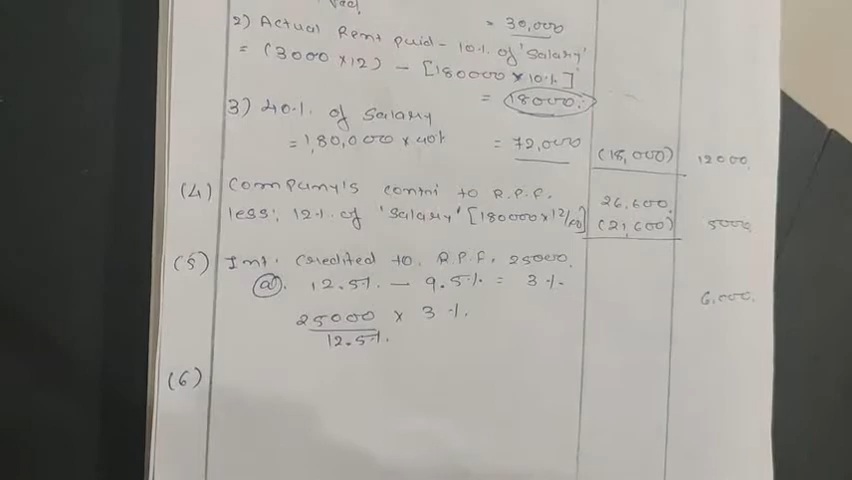 = 30,000
2) Actual Rent paid - 10% of 'Salary'
= (3000 x 12) - [180000 x 10%]
= 18000.
3) 40% of Salary
= 1,80,000 x 40% = 72,000 (18,000) 12000
(4) Company's contri to R.P.F. 26,600
less: 12% of 'Salary' [180000 x 12/100] (21,600) 5000
(5) Int. Credited to. R.P.F. 25000.
@. 12.5% - 9.5% = 3% 6,000.
25000 x 3%.
12.5%.
(6)